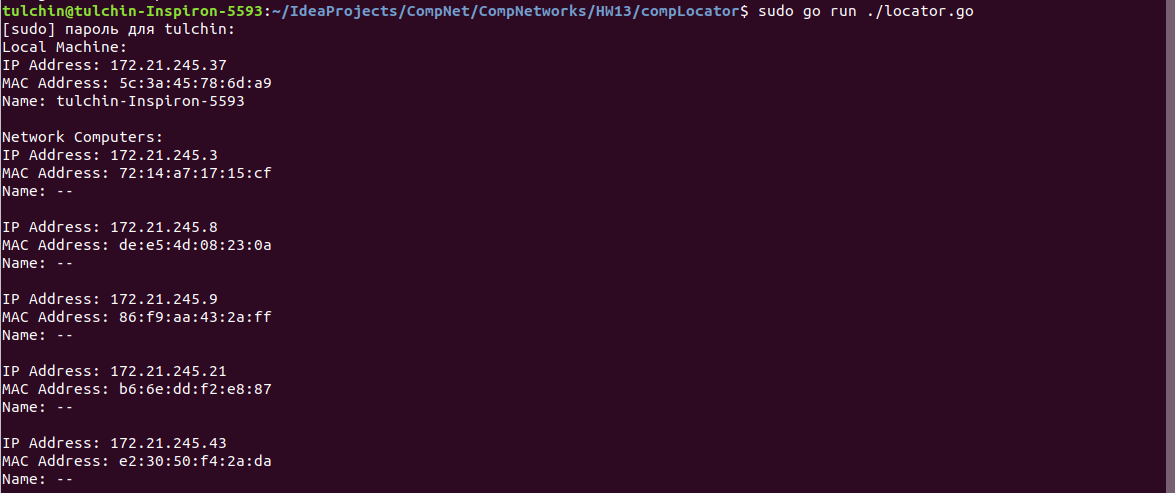 tulchin@tulchin-Inspiron-5593:~/IdeaProjects/CompNet/CompNetworks/HW13/compLocator$ sudo go run ./locator.go
[sudo] пароль для tulchin:
Local Machine:
IP Address: 172.21.245.37
MAC Address: 5c:3a:45:78:6d:a9
Name: tulchin-Inspiron-5593
Network Computers:
IP Address: 172.21.245.3
MAC Address: 72:14:a7:17:15:cf
Name: --
IP Address: 172.21.245.8
MAC Address: de:e5:4d:08:23:0a
Name: --
IP Address: 172.21.245.9
MAC Address: 86:f9:aa:43:2a:ff
Name: --
IP Address: 172.21.245.21
MAC Address: b6:6e:dd:f2:e8:87
Name: --
IP Address: 172.21.245.43
MAC Address: e2:30:50:f4:2a:da
Name: --